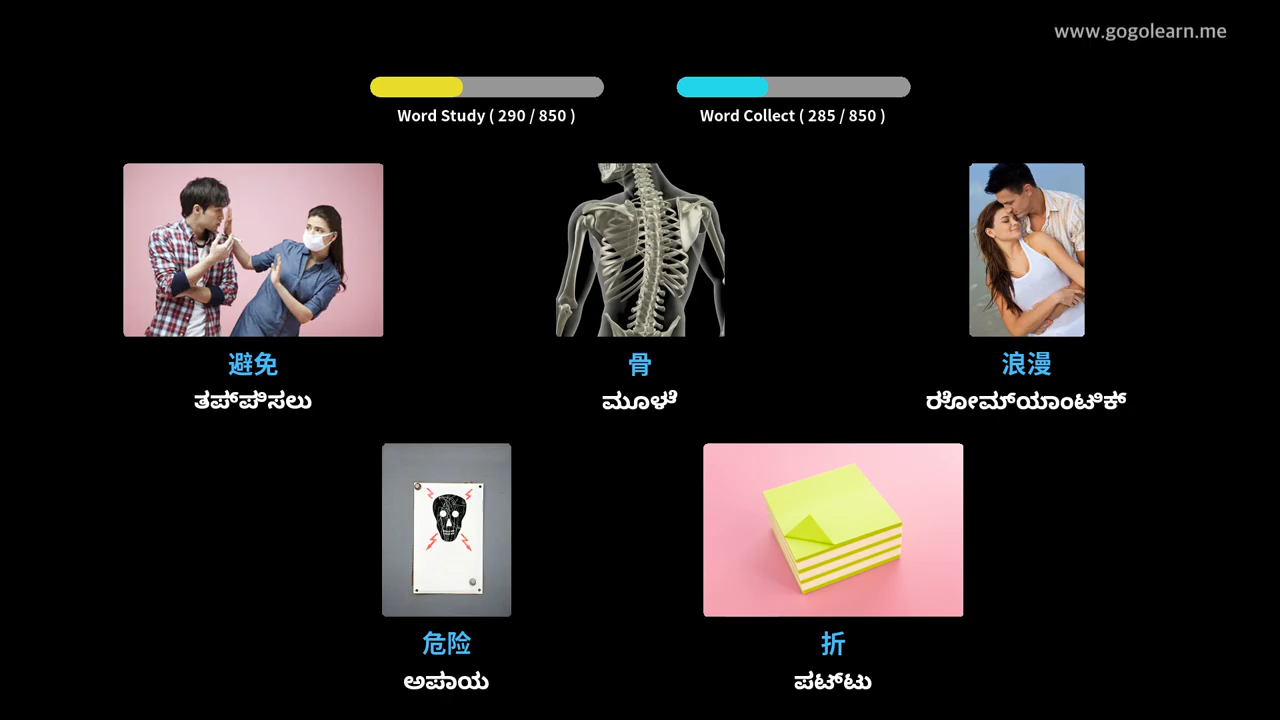 www.gogolearn.me
Word Study ( 290 / 850 )
Word Collect ( 285 / 850 )
避免
ತಪ್ಪಿಸಲು
骨
ಮೂಳೆ
浪漫
ರೋಮ್ಯಾಂಟಿಕ್
危险
ಅಪಾಯ
折
ಪಟ್ಟು